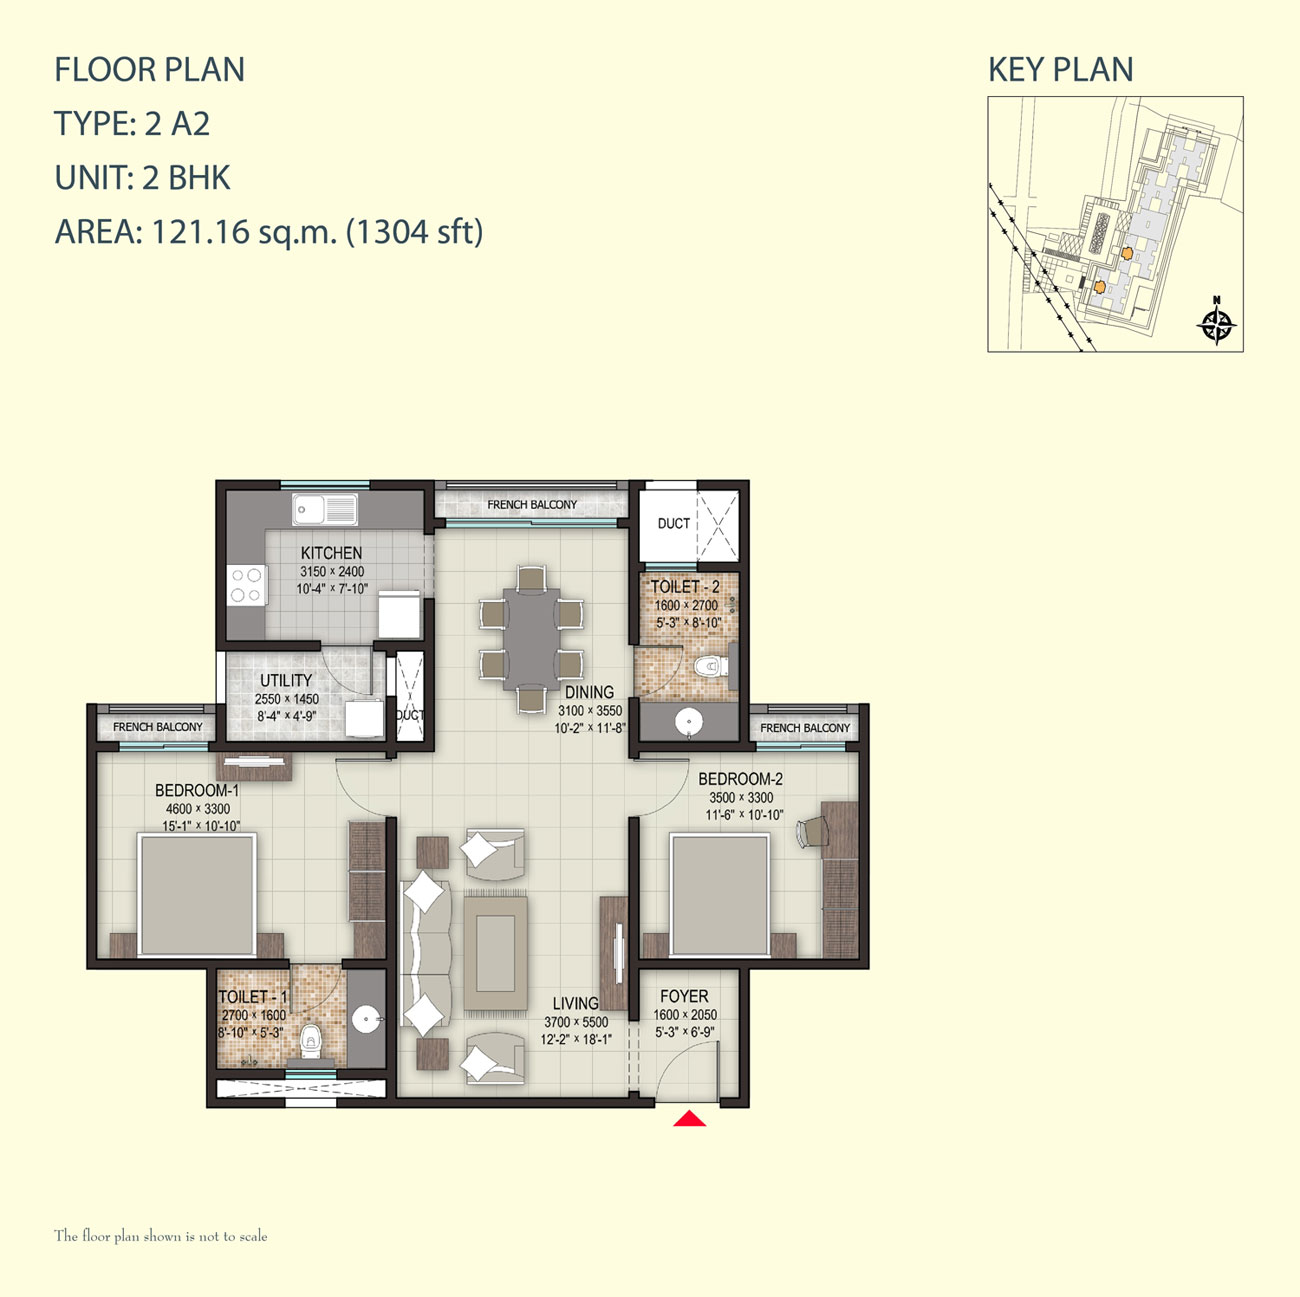 FLOOR PLAN
TYPE: 2 A2
UNIT: 2 BHK
AREA: 121.16 sq.m. (1304 sft)
KEY PLAN
N
FRENCH BALCONY
DUCT
KITCHEN
3150 x 2400
10'-4" x 7'-10"
TOILET - 2
1600 x 2700
5'-3" x 8'-10"
UTILITY
2550 x 1450
8'-4" x 4'-9"
DUCT
DINING
3100 x 3550
10'-2" x 11'-8"
FRENCH BALCONY
FRENCH BALCONY
BEDROOM-1
4600 x 3300
15'-1" x 10'-10"
BEDROOM-2
3500 x 3300
11'-6" x 10'-10"
TOILET - 1
2700 x 1600
8'-10" x 5'-3"
LIVING
3700 x 5500
12'-2" x 18'-1"
FOYER
1600 x 2050
5'-3" x 6'-9"
The floor plan shown is not to scale